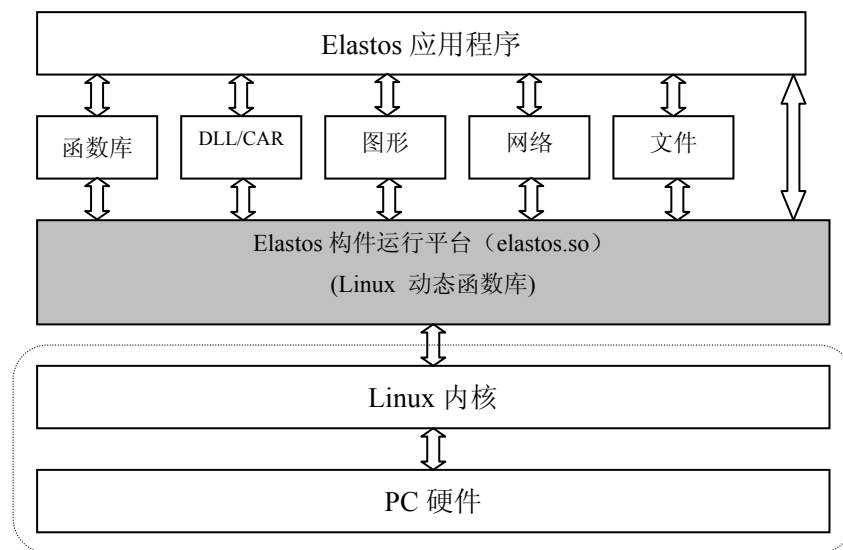 Elastos 应用程序
函数库
DLL/CAR
图形
网络
文件
Elastos 构件运行平台（elastos.so）
(Linux 动态函数库)
Linux 内核
PC 硬件